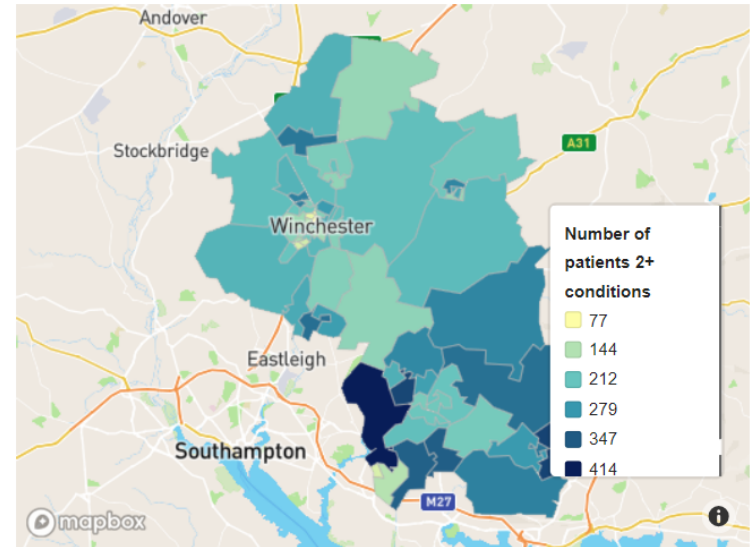 Andover
A31
Stockbridge
Winchester
Number of
patients 2+
conditions
77
144
212
279
347
414
Eastleigh
Southampton
M27
mapbox
i